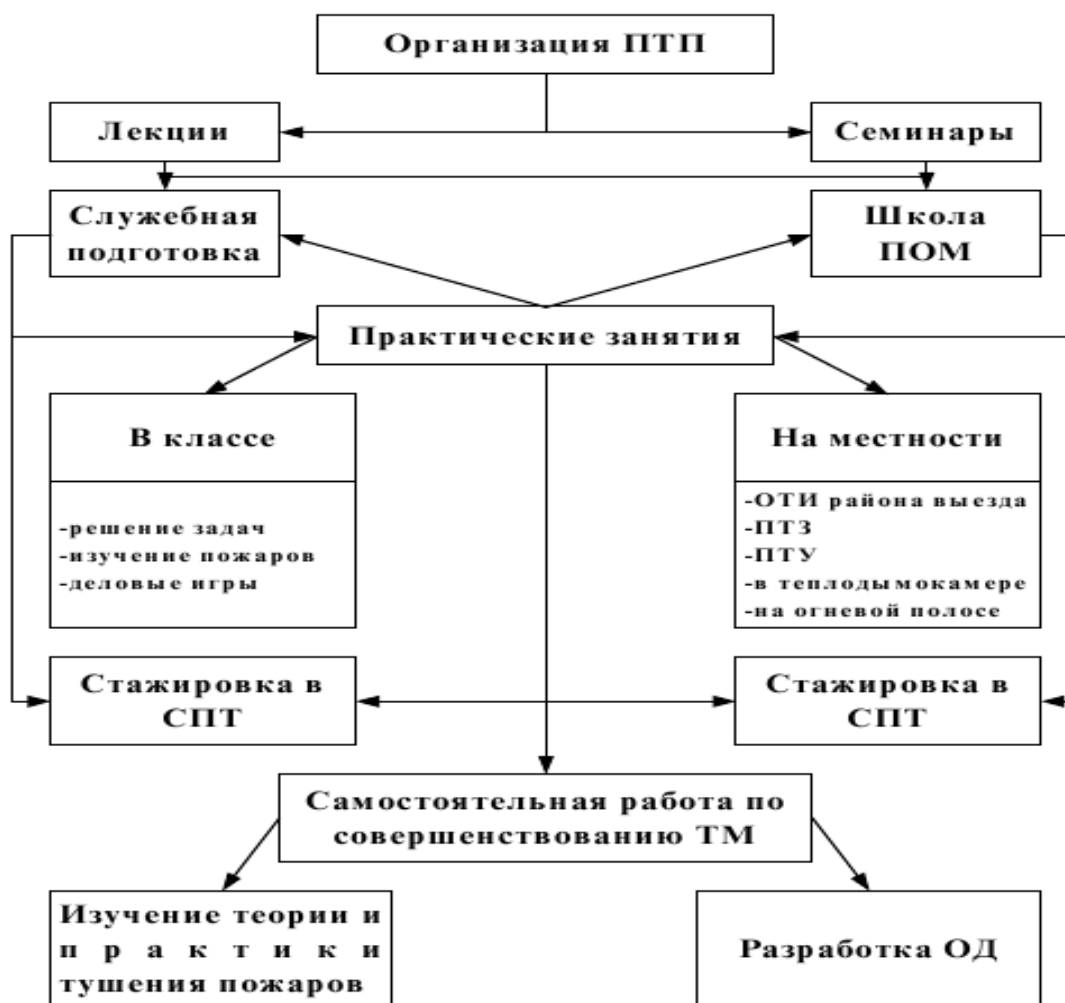 Организация ПТП
Лекции
Семинары
Служебная
подготовка
Школа
ПОМ
Практические занятия
В классе
-решение задач
-изучение пожаров
-деловые игры
На местности
-ОТИ района выезда
-ПТЗ
-ПТУ
-в теплодымокамере
-на огневой полосе
Стажировка в
СПТ
Стажировка в
СПТ
Самостоятельная работа по
совершенствованию ТМ
Изучение теории и
практики
тушения пожаров
Разработка ОД